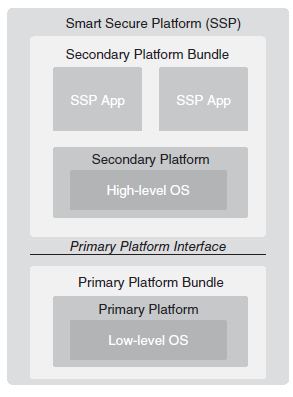 Smart Secure Platform (SSP)
Secondary Platform Bundle
SSP App SSP App
Secondary Platform
High-level OS
Primary Platform Interface
Primary Platform Bundle
Primary Platform
Low-level OS